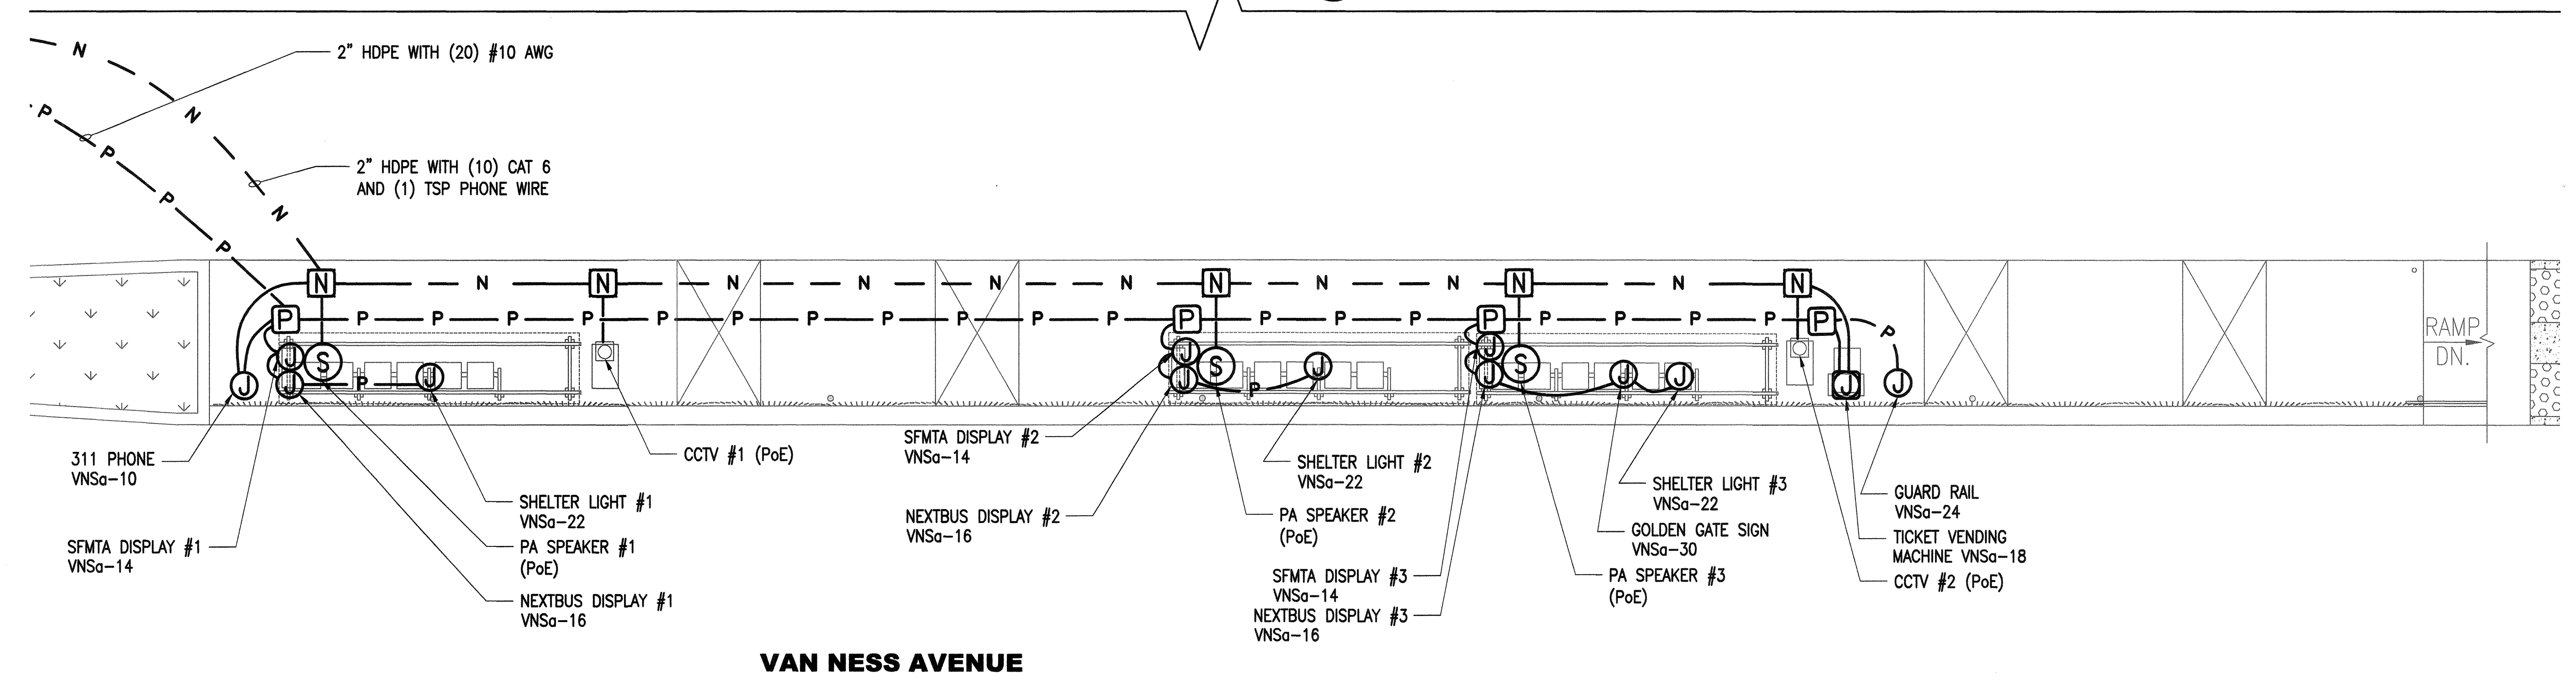 2" HDPE WITH (20) #10 AWG
2" HDPE WITH (10) CAT 6
AND (1) TSP PHONE WIRE
N
N
N
P
P
P
P
N N N N N N N N N N N N N
P P P P P P P P P P P P P P P P P P P P P P
J S J J P J
J S J J P J
J S J J J
J J J
RAMP
DN.
311 PHONE
VNSa-10
SFMTA DISPLAY #1
VNSa-14
SHELTER LIGHT #1
VNSa-22
PA SPEAKER #1
(PoE)
NEXTBUS DISPLAY #1
VNSa-16
CCTV #1 (PoE)
SFMTA DISPLAY #2
VNSa-14
NEXTBUS DISPLAY #2
VNSa-16
SHELTER LIGHT #2
VNSa-22
PA SPEAKER #2
(PoE)
SFMTA DISPLAY #3
VNSa-14
NEXTBUS DISPLAY #3
VNSa-16
SHELTER LIGHT #3
VNSa-22
GOLDEN GATE SIGN
VNSa-30
PA SPEAKER #3
(PoE)
GUARD RAIL
VNSa-24
TICKET VENDING
MACHINE VNSa-18
CCTV #2 (PoE)
VAN NESS AVENUE